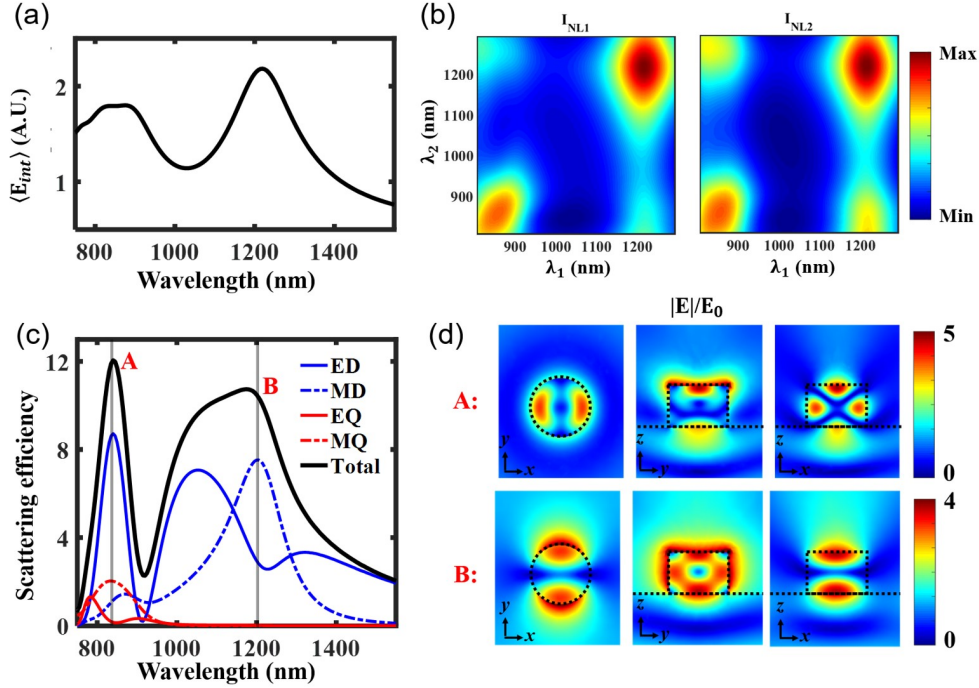 (a)
⟨E_int⟩ (A.U.)
2
1
800 1000 1200 1400
Wavelength (nm)
(b)
I_NL1
I_NL2
λ₂ (nm)
1200
1100
1000
900
900 1000 1100 1200
900 1000 1100 1200
λ₁ (nm)
λ₁ (nm)
Max
Min
(c)
Scattering efficiency
12
8
4
0
A
B
ED
MD
EQ
MQ
Total
800 1000 1200 1400
Wavelength (nm)
(d)
|E|/E₀
A:
y x
z y
z x
5
0
B:
y x
z y
z x
4
0